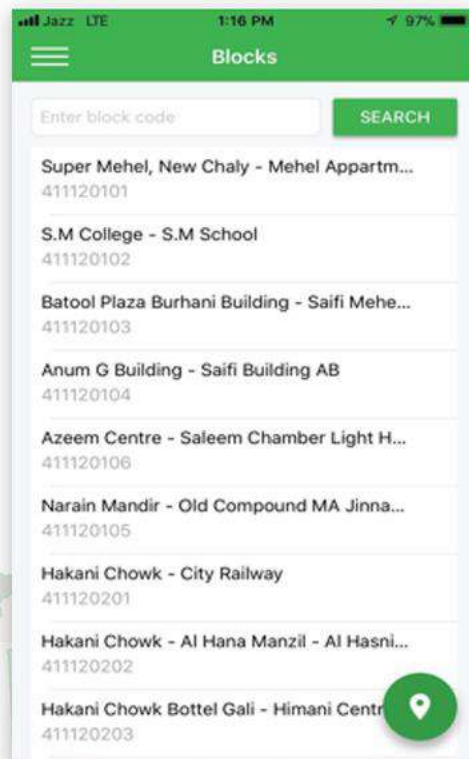 Jazz LTE 1:16 PM 97%
Blocks
Enter block code SEARCH
Super Mehel, New Chaly - Mehel Appartm...
411120101
S.M College - S.M School
411120102
Batool Plaza Burhani Building - Saifi Mehe...
411120103
Anum G Building - Saifi Building AB
411120104
Azeem Centre - Saleem Chamber Light H...
411120106
Narain Mandir - Old Compound MA Jinna...
411120105
Hakani Chowk - City Railway
411120201
Hakani Chowk - Al Hana Manzil - Al Hasni...
411120202
Hakani Chowk Bottel Gali - Himani Centr
411120203